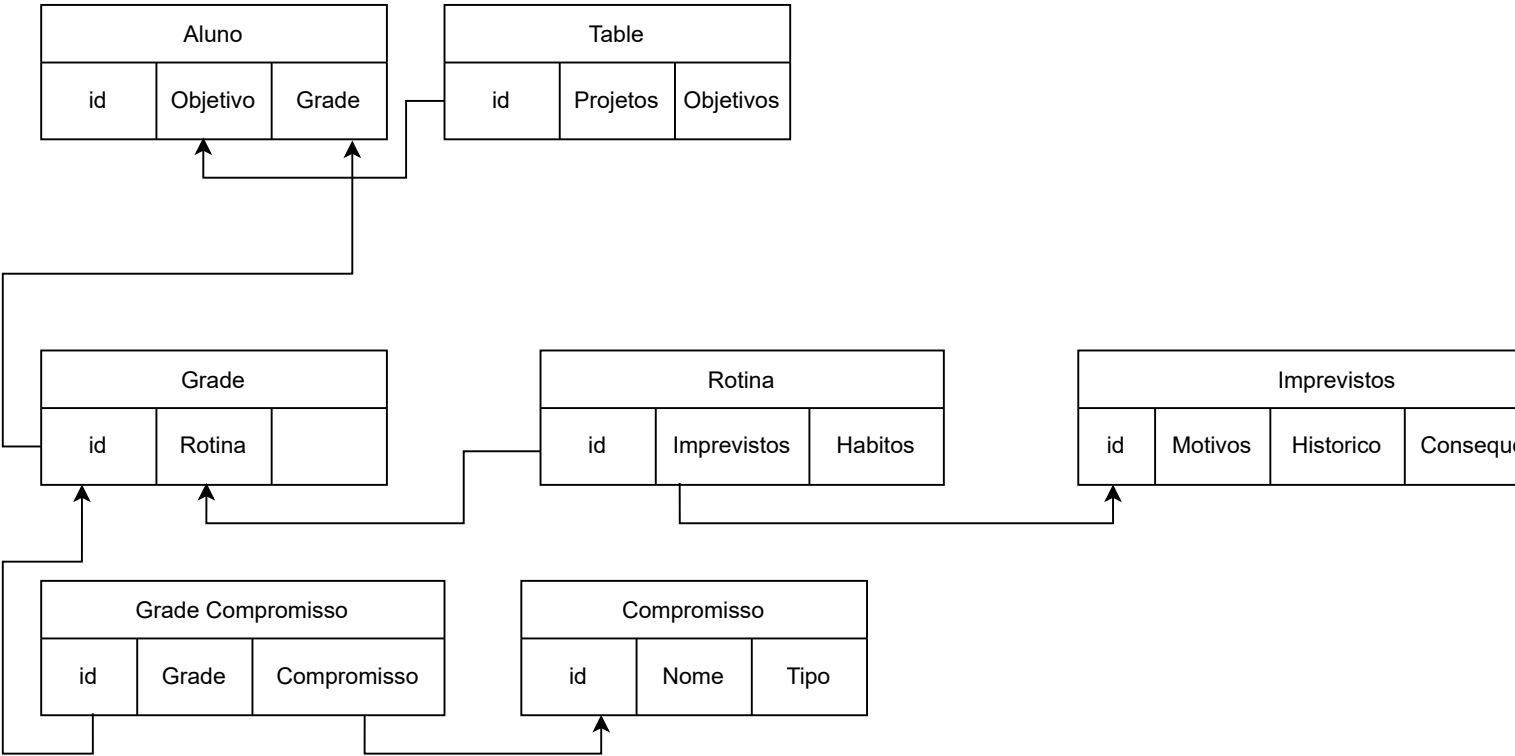 Aluno
id Objetivo Grade
Table
id Projetos Objetivos
Grade
id Rotina
Rotina
id Imprevistos Habitos
Imprevistos
id Motivos Historico
Grade Compromisso
id Grade Compromisso
Compromisso
id Nome Tipo